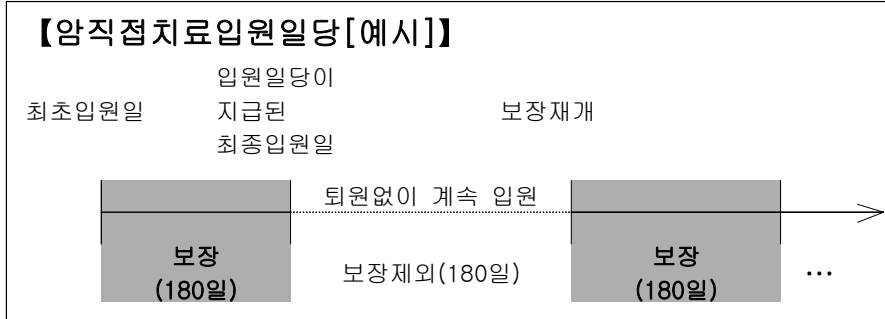 【암직접치료입원일당[예시]】
입원일당이
최초입원일 지급된 보장재개
최종입원일
퇴원없이 계속 입원
보장 보장제외(180일) 보장 …
(180일) (180일)